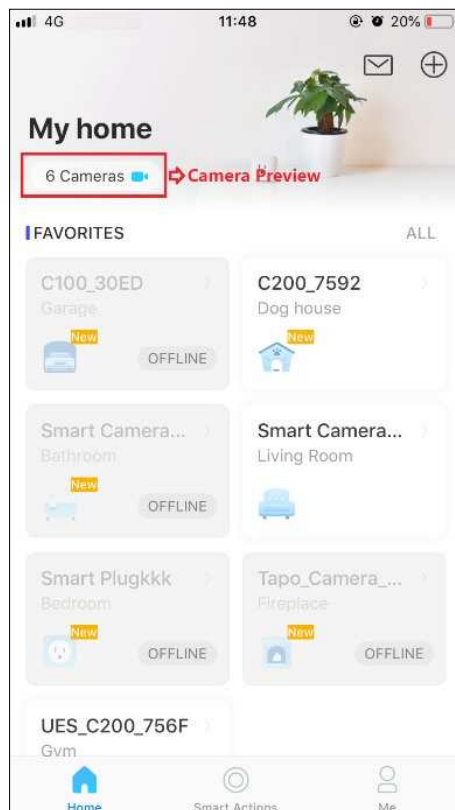 4G 11:48 20%
My home
6 Cameras Camera Preview
FAVORITES ALL
C100_30ED
Garage
New
OFFLINE
C200_7592
Dog house
New
Smart Camera...
Bathroom
New
OFFLINE
Smart Camera...
Living Room
Smart Plugkkk
Bedroom
New
OFFLINE
Tapo_Camera_...
Fireplace
New
OFFLINE
UES_C200_756F
Gym
Home Smart Actions Me